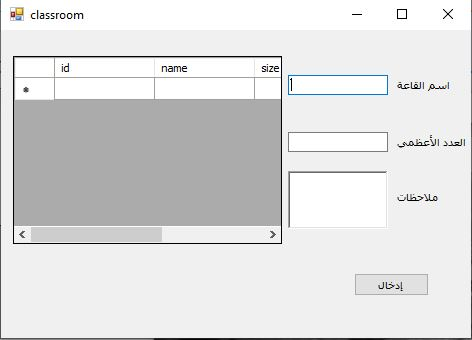 classroom
id name size
اسم القاعة
العدد الأعظمي
ملاحظات
إدخال